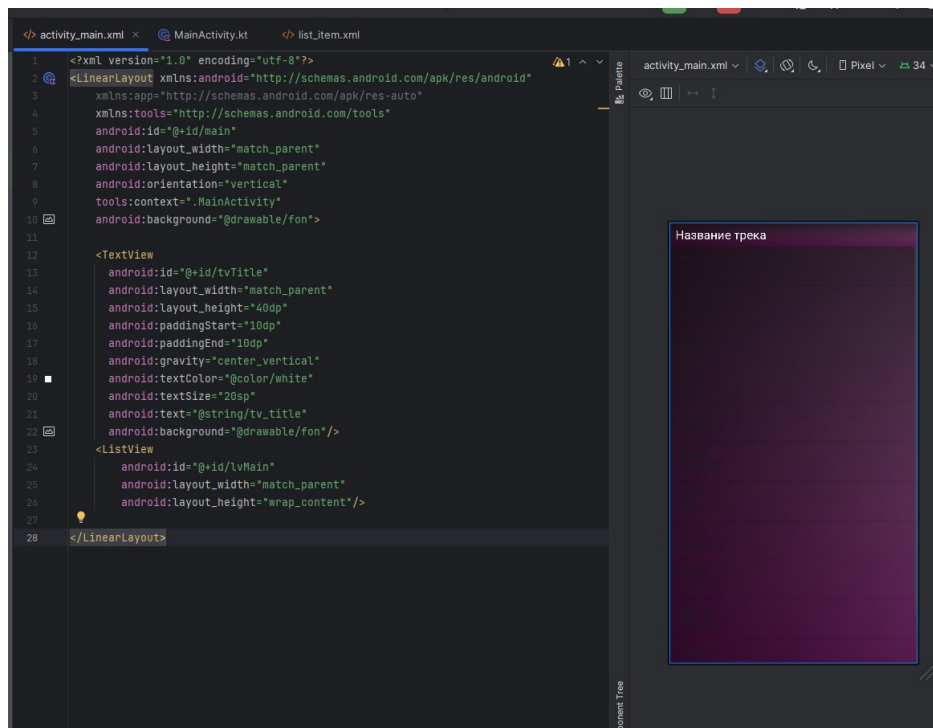 activity_main.xml
MainActivity.kt
list_item.xml
1 <?xml version="1.0" encoding="utf-8"?>
2 <LinearLayout xmlns:android="http://schemas.android.com/apk/res/android"
3 xmlns:app="http://schemas.android.com/apk/res-auto"
4 xmlns:tools="http://schemas.android.com/tools"
5 android:id="@+id/main"
6 android:layout_width="match_parent"
7 android:layout_height="match_parent"
8 android:orientation="vertical"
9 tools:context=".MainActivity"
10 android:background="@drawable/fon">
11
12 <TextView
13 android:id="@+id/tvTitle"
14 android:layout_width="match_parent"
15 android:layout_height="40dp"
16 android:paddingStart="10dp"
17 android:paddingEnd="10dp"
18 android:gravity="center_vertical"
19 android:textColor="@color/white"
20 android:textSize="20sp"
21 android:text="@string/tv_title"
22 android:background="@drawable/fon"/>
23 <ListView
24 android:id="@+id/lvMain"
25 android:layout_width="match_parent"
26 android:layout_height="wrap_content"/>
27
28 </LinearLayout>
1
Palette
activity_main.xml
Pixel
34
Название трека
ponent Tree